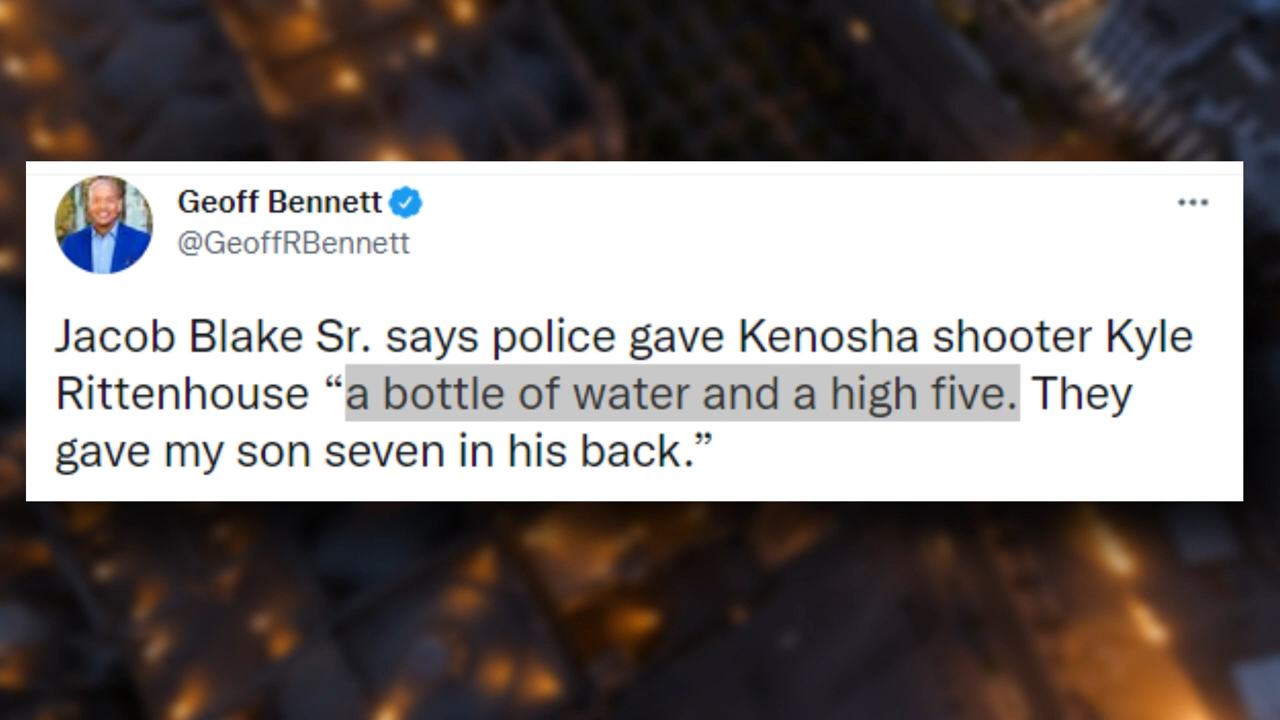 Geoff Bennett
@GeoffRBennett
Jacob Blake Sr. says police gave Kenosha shooter Kyle
Rittenhouse “a bottle of water and a high five. They
gave my son seven in his back.”